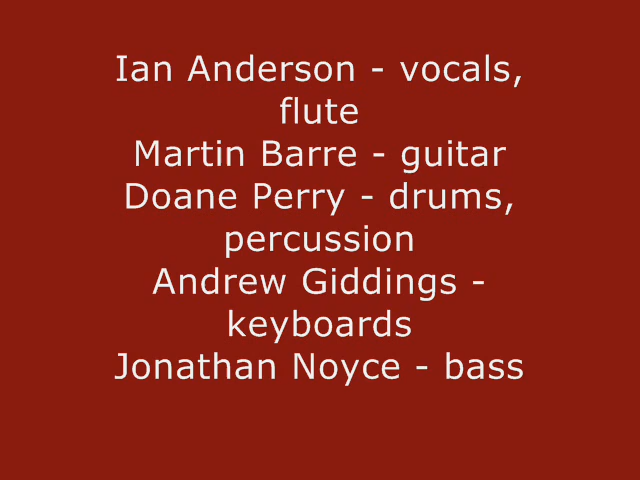 Ian Anderson - vocals,
flute
Martin Barre - guitar
Doane Perry - drums,
percussion
Andrew Giddings -
keyboards
Jonathan Noyce - bass